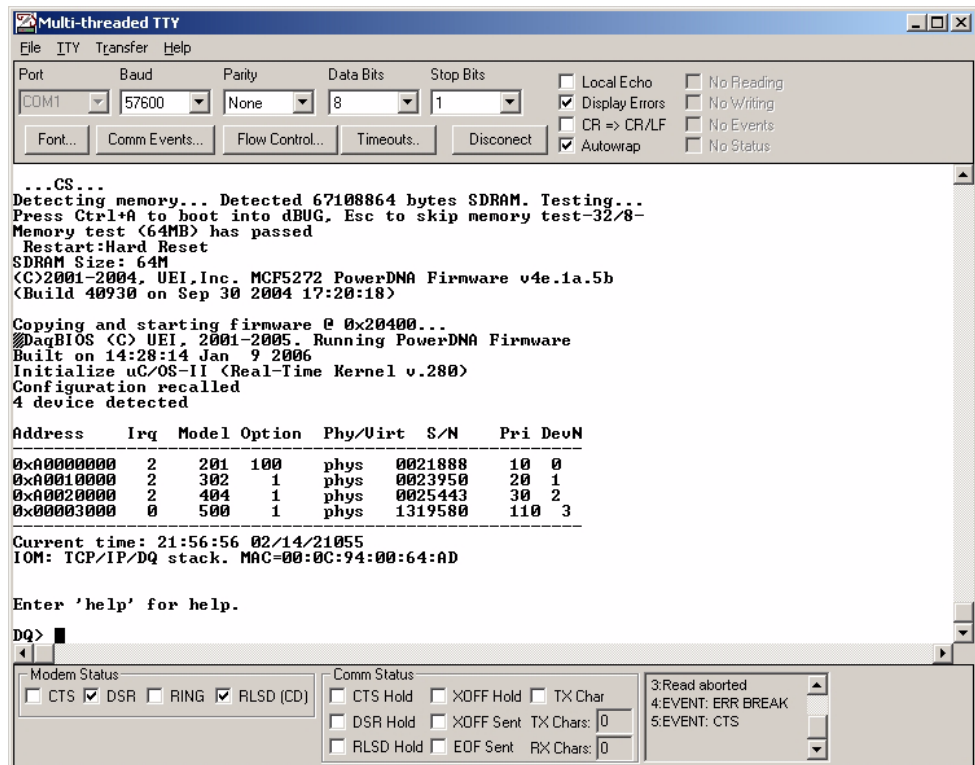 Multi-threaded TTY
File TTY Transfer Help
Port Baud Parity Data Bits Stop Bits
COM1 57600 None 8 1
Local Echo No Reading
Display Errors No Writing
CR => CR/LF No Events
Autowrap No Status
Font... Comm Events... Flow Control... Timeouts.. Disconect
...CS...
Detecting memory... Detected 67108864 bytes SDRAM. Testing...
Press Ctrl+A to boot into dBUG, Esc to skip memory test-32/8-
Memory test (64MB) has passed
Restart:Hard Reset
SDRAM Size: 64M
(C)2001-2004, UEI,Inc. MCF5272 PowerDNA Firmware v4e.1a.5b
(Build 40930 on Sep 30 2004 17:20:18)
Copying and starting firmware @ 0x20400...
DaqBIOS (C) UEI, 2001-2005. Running PowerDNA Firmware
Built on 14:28:14 Jan 9 2006
Initialize uC/OS-II (Real-Time Kernel v.280)
Configuration recalled
4 device detected
Address Irq Model Option Phy/Virt S/N Pri DevN
0xA0000000 2 201 100 phys 0021888 10 0
0xA0010000 2 302 1 phys 0023950 20 1
0xA0020000 2 404 1 phys 0025443 30 2
0x00003000 0 500 1 phys 1319580 110 3
Current time: 21:56:56 02/14/21055
IOM: TCP/IP/DQ stack. MAC=00:0C:94:00:64:AD
Enter 'help' for help.
DQ>
Modem Status
CTS DSR RING RLSD (CD)
Comm Status
CTS Hold XOFF Hold TX Char
DSR Hold XOFF Sent TX Chars: 0
RLSD Hold EOF Sent RX Chars: 0
3:Read aborted
4:EVENT: ERR BREAK
5:EVENT: CTS